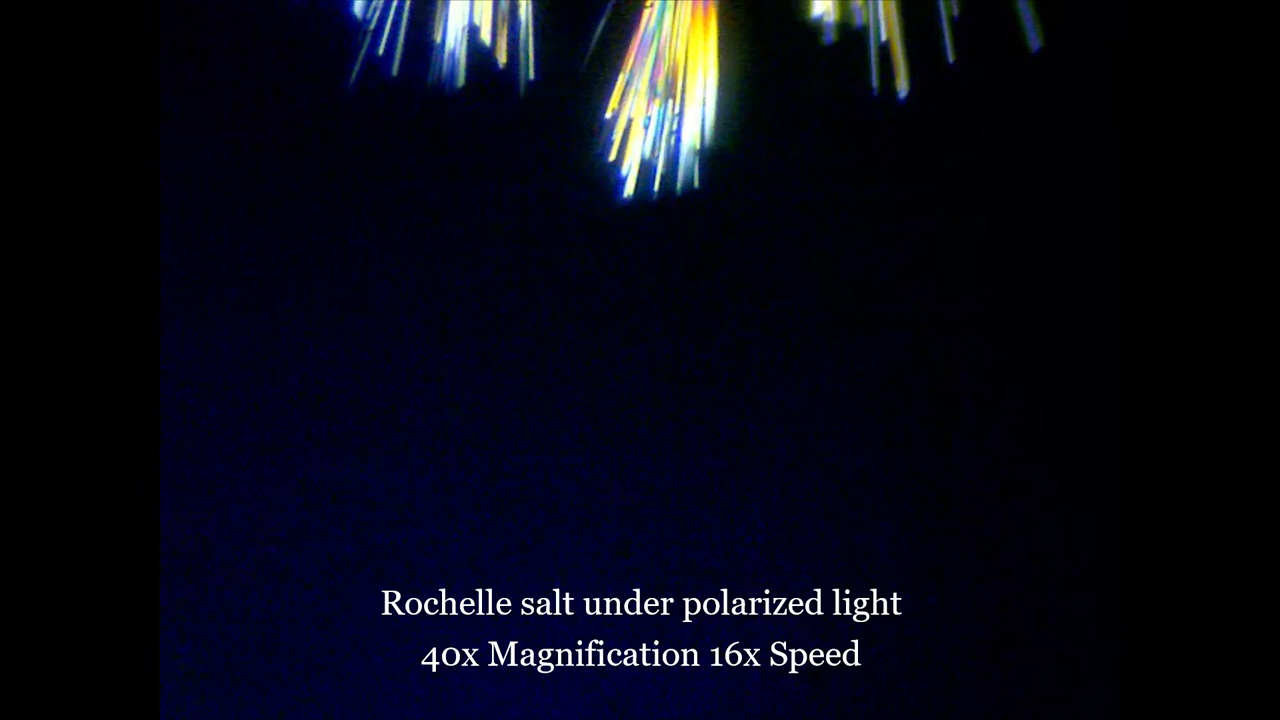 Rochelle salt under polarized light
40x Magnification 16x Speed